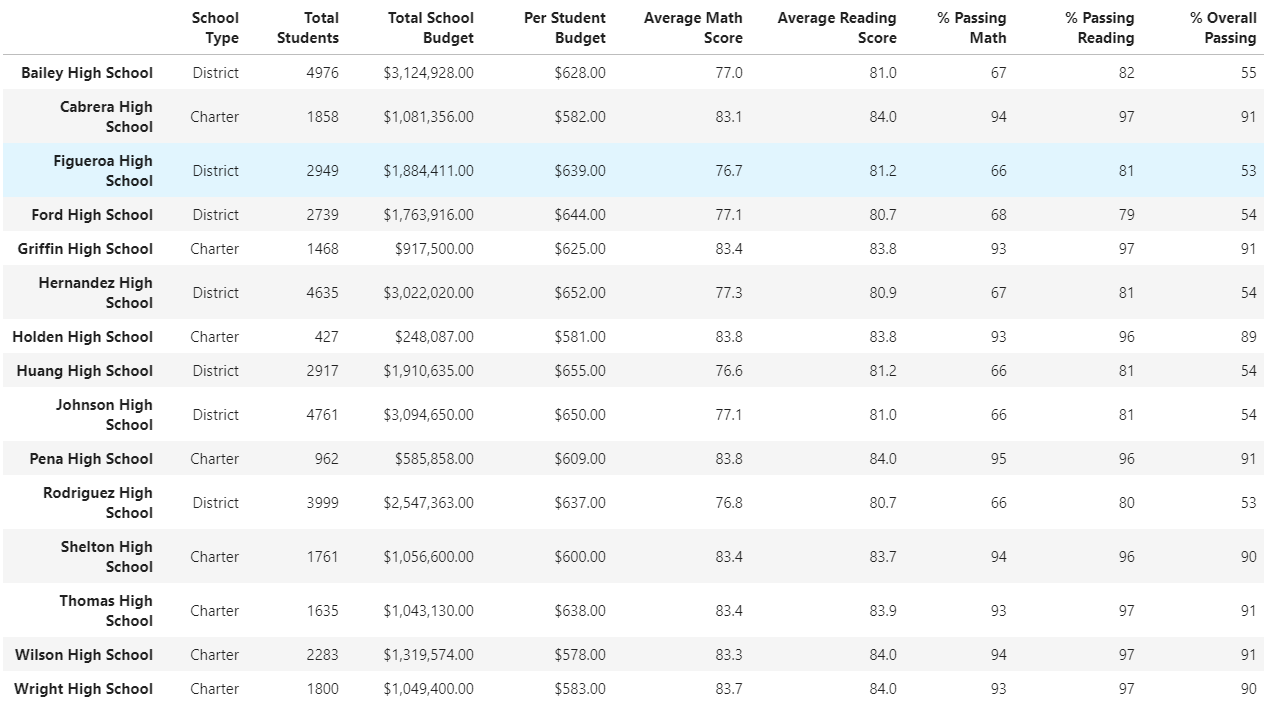 School Type Total Students Total School Budget Per Student Budget Average Math Score Average Reading Score % Passing Math % Passing Reading % Overall Passing
Bailey High School District 4976 $3,124,928.00 $628.00 77.0 81.0 67 82 55
Cabrera High School Charter 1858 $1,081,356.00 $582.00 83.1 84.0 94 97 91
Figueroa High School District 2949 $1,884,411.00 $639.00 76.7 81.2 66 81 53
Ford High School District 2739 $1,763,916.00 $644.00 77.1 80.7 68 79 54
Griffin High School Charter 1468 $917,500.00 $625.00 83.4 83.8 93 97 91
Hernandez High School District 4635 $3,022,020.00 $652.00 77.3 80.9 67 81 54
Holden High School Charter 427 $248,087.00 $581.00 83.8 83.8 93 96 89
Huang High School District 2917 $1,910,635.00 $655.00 76.6 81.2 66 81 54
Johnson High School District 4761 $3,094,650.00 $650.00 77.1 81.0 66 81 54
Pena High School Charter 962 $585,858.00 $609.00 83.8 84.0 95 96 91
Rodriguez High School District 3999 $2,547,363.00 $637.00 76.8 80.7 66 80 53
Shelton High School Charter 1761 $1,056,600.00 $600.00 83.4 83.7 94 96 90
Thomas High School Charter 1635 $1,043,130.00 $638.00 83.4 83.9 93 97 91
Wilson High School Charter 2283 $1,319,574.00 $578.00 83.3 84.0 94 97 91
Wright High School Charter 1800 $1,049,400.00 $583.00 83.7 84.0 93 97 90